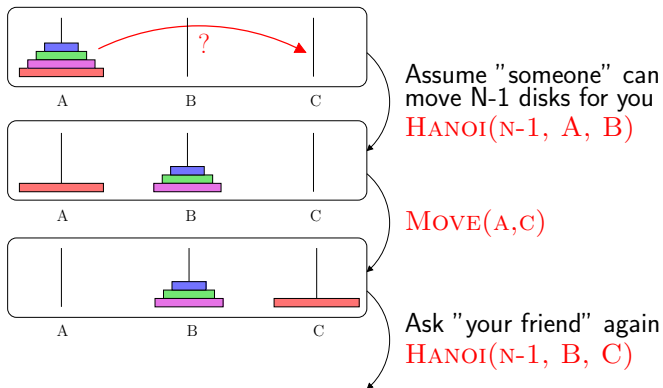 ?
A B C
Assume "someone" can
move N-1 disks for you
HANOI(N-1, A, B)
A B C
MOVE(A,C)
A B C
Ask "your friend" again
HANOI(N-1, B, C)